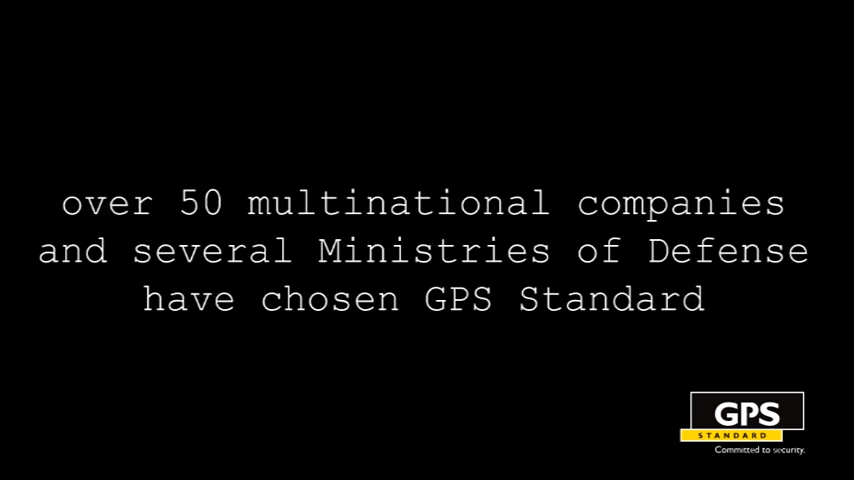 over 50 multinational companies
and several Ministries of Defense
have chosen GPS Standard
GPS
STANDARD
Committed to security.